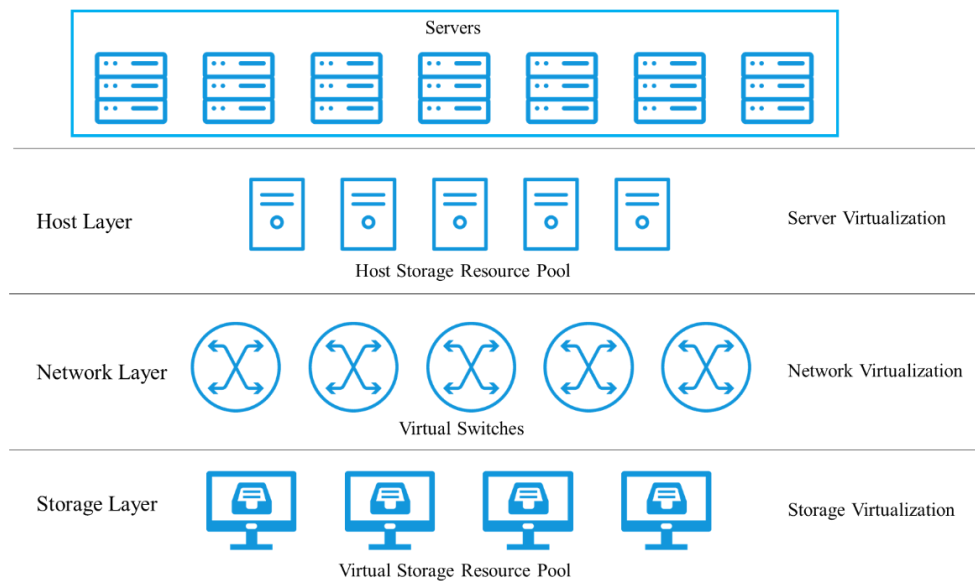 Servers
Host Layer
Server Virtualization
Host Storage Resource Pool
Network Layer
Network Virtualization
Virtual Switches
Storage Layer
Storage Virtualization
Virtual Storage Resource Pool